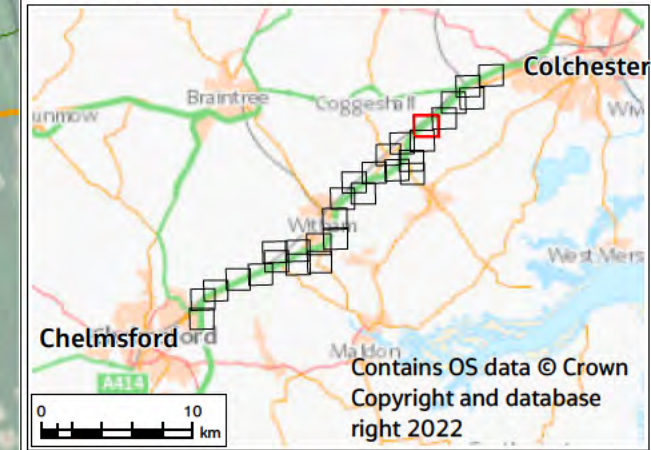 Colchester
Braintree
Coggeshall
unmow
Witham
West Mers
Chelmsford
Maldon
A414
Contains OS data © Crown
Copyright and database
right 2022
0 10
km